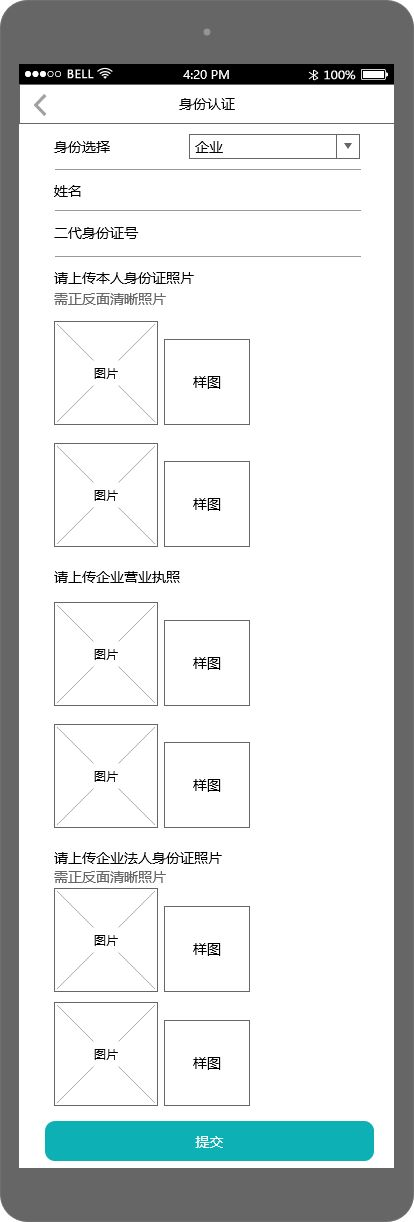 BELL 4:20 PM 100%
身份认证
身份选择 企业
姓名
二代身份证号
请上传本人身份证照片
需正反面清晰照片
图片 样图
图片 样图
请上传企业营业执照
图片 样图
图片 样图
请上传企业法人身份证照片
需正反面清晰照片
图片 样图
图片 样图
提交